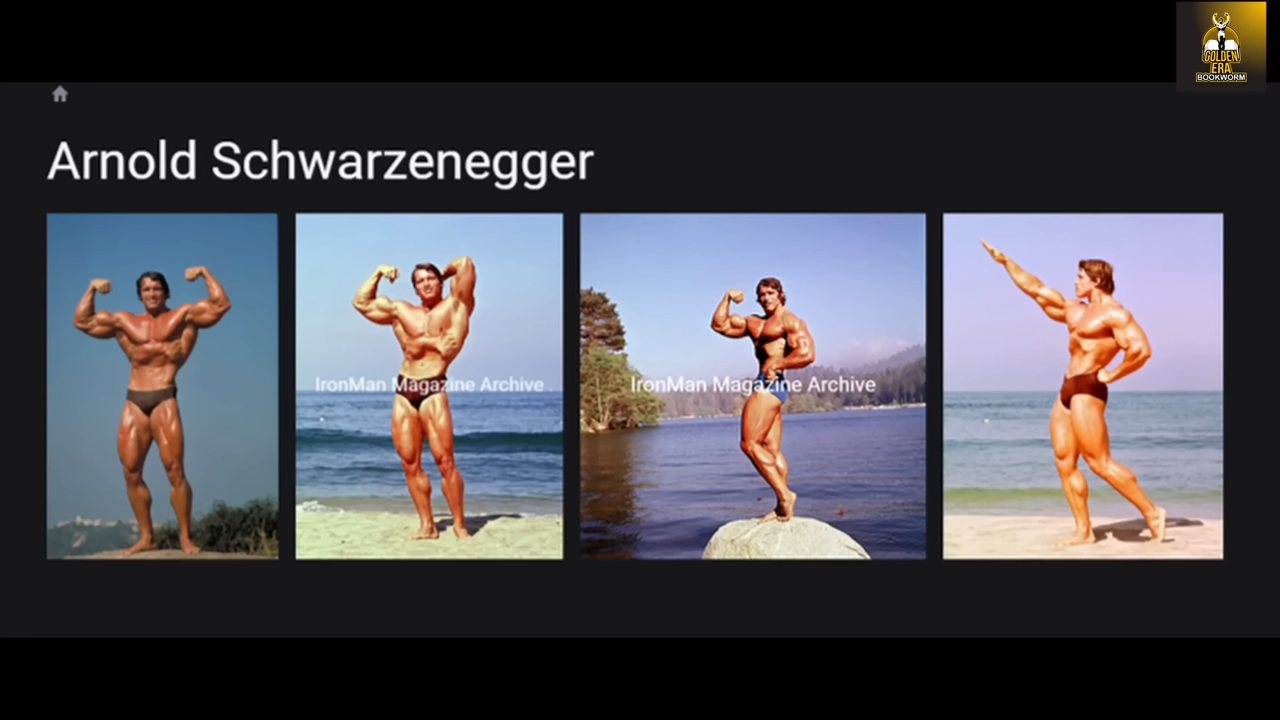 GOLDEN
ERA
BOOKWORM
Arnold Schwarzenegger
IronMan Magazine Archive .
IronMan Magazine Archive